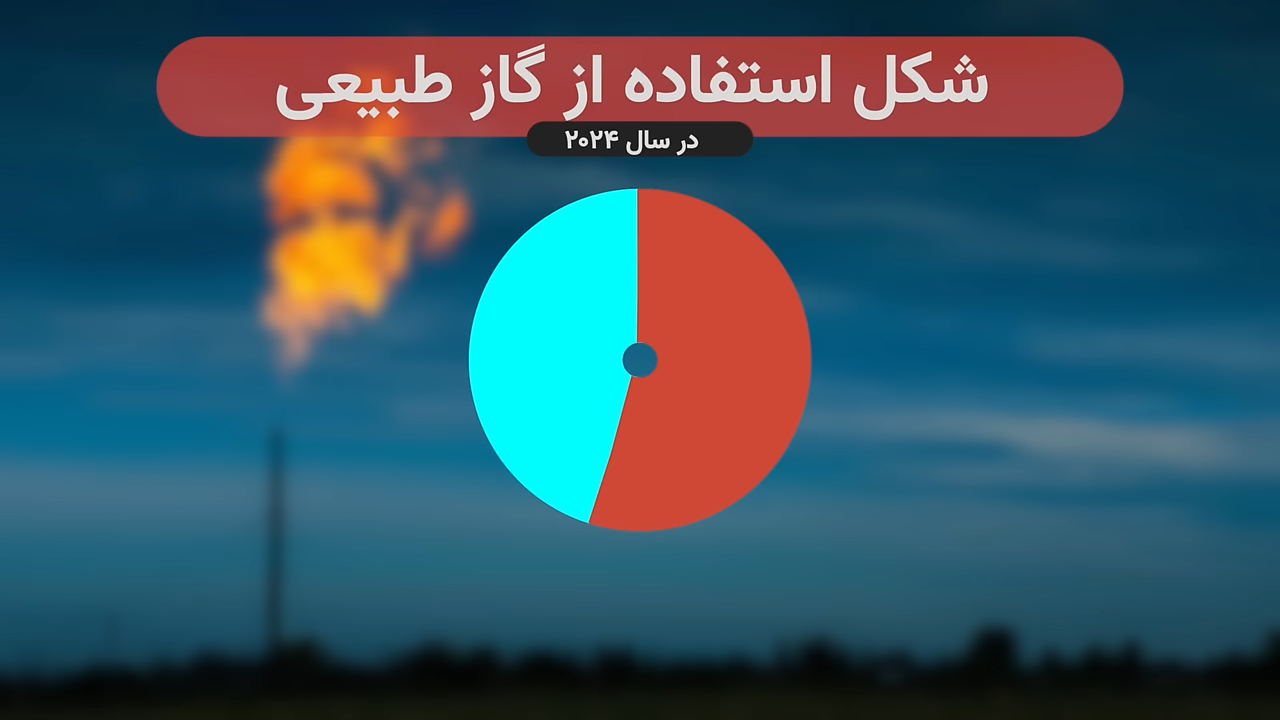 شکل استفاده از گاز طبیعی
در سال ۲۰۲۴